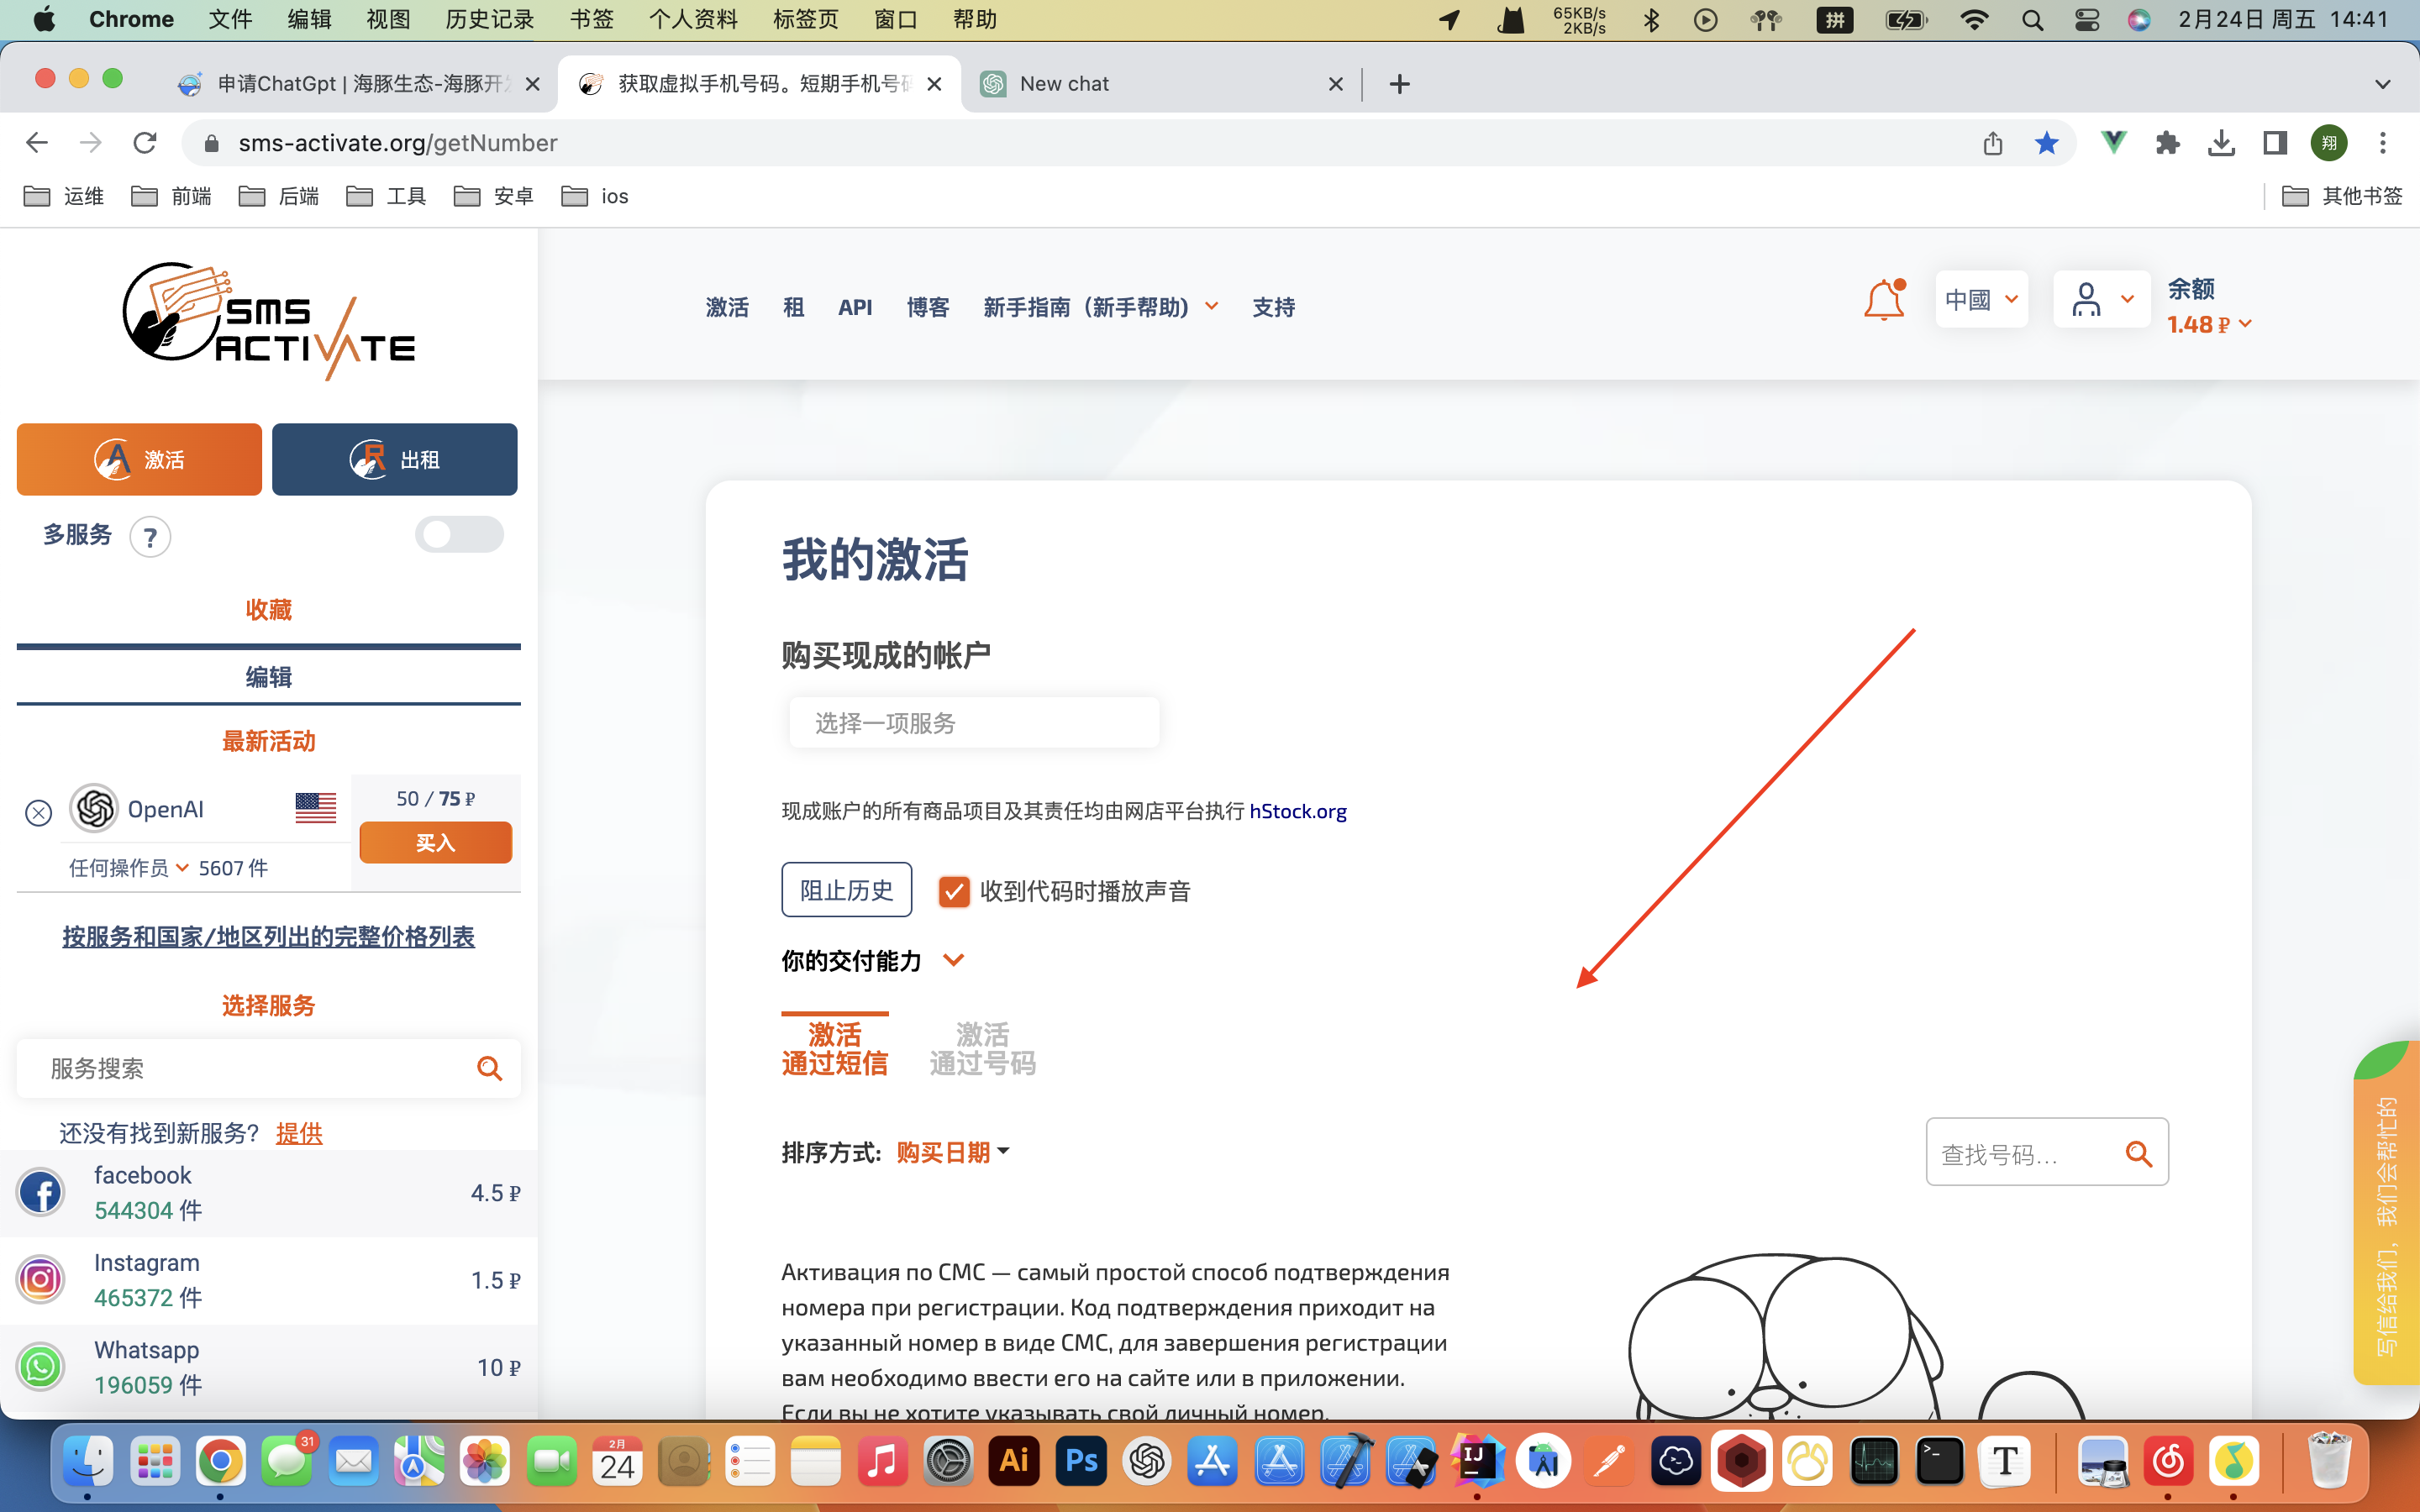 Chrome 文件 编辑 视图 历史记录 书签 个人资料 标签页 窗口 帮助
65KB/s
2KB/s
拼
2月24日 周五 14:41
申请ChatGpt | 海豚生态-海豚开
获取虚拟手机号码。短期手机号码
New chat
sms-activate.org/getNumber
翔
运维 前端 后端 工具 安卓 ios 其他书签
SMS
ACTIVATE
激活 租 API 博客 新手指南（新手帮助) 支持
中國
余额
1.48 ₽
A 激活
R 出租
多服务 ?
收藏
编辑
最新活动
OpenAI
50 / 75 ₽
买入
任何操作员 5607 件
按服务和国家/地区列出的完整价格列表
选择服务
服务搜索
还没有找到新服务? 提供
facebook
544304 件
4.5 ₽
Instagram
465372 件
1.5 ₽
Whatsapp
196059 件
10 ₽
我的激活
购买现成的帐户
选择一项服务
现成账户的所有商品项目及其责任均由网店平台执行 hStock.org
阻止历史 收到代码时播放声音
你的交付能力
激活
通过短信
激活
通过号码
排序方式: 购买日期
查找号码...
Активация по СМС — самый простой способ подтверждения
номера при регистрации. Код подтверждения приходит на
указанный номер в виде СМС, для завершения регистрации
вам необходимо ввести его на сайте или в приложении.
Если вы не хотите указывать свой личный номер,
写信给我们，我们会帮忙的
31
2月
24
Ai
Ps
IJ
T